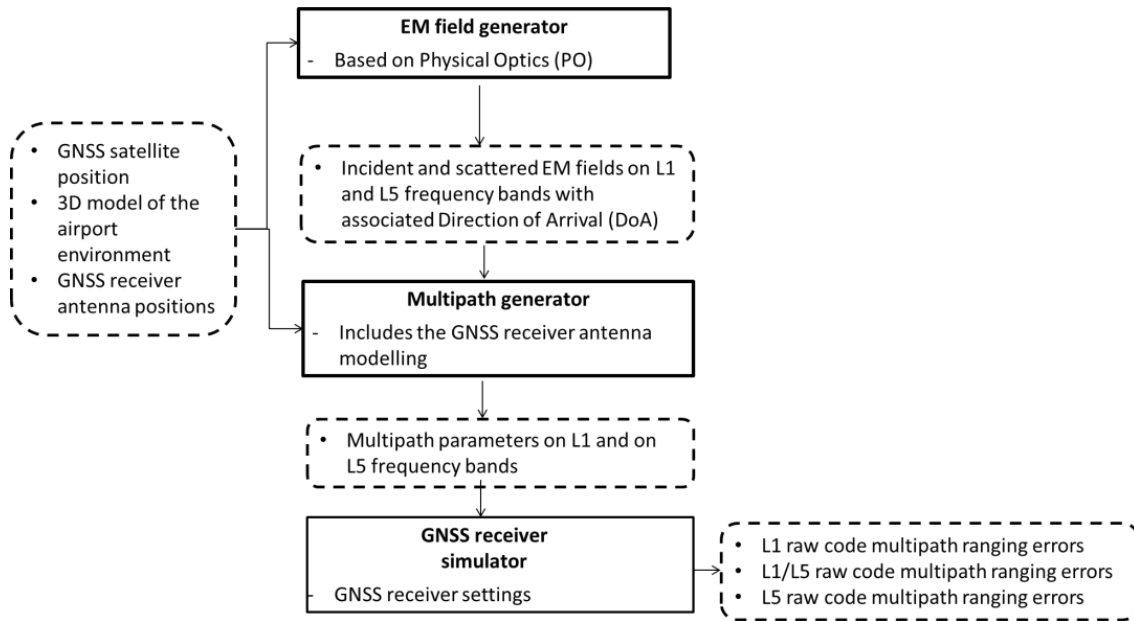 EM field generator
- Based on Physical Optics (PO)
• GNSS satellite
position
• 3D model of the
airport
environment
• GNSS receiver
antenna positions
• Incident and scattered EM fields on L1
and L5 frequency bands with
associated Direction of Arrival (DoA)
Multipath generator
- Includes the GNSS receiver antenna
modelling
• Multipath parameters on L1 and on
L5 frequency bands
GNSS receiver
simulator
- GNSS receiver settings
• L1 raw code multipath ranging errors
• L1/L5 raw code multipath ranging errors
• L5 raw code multipath ranging errors